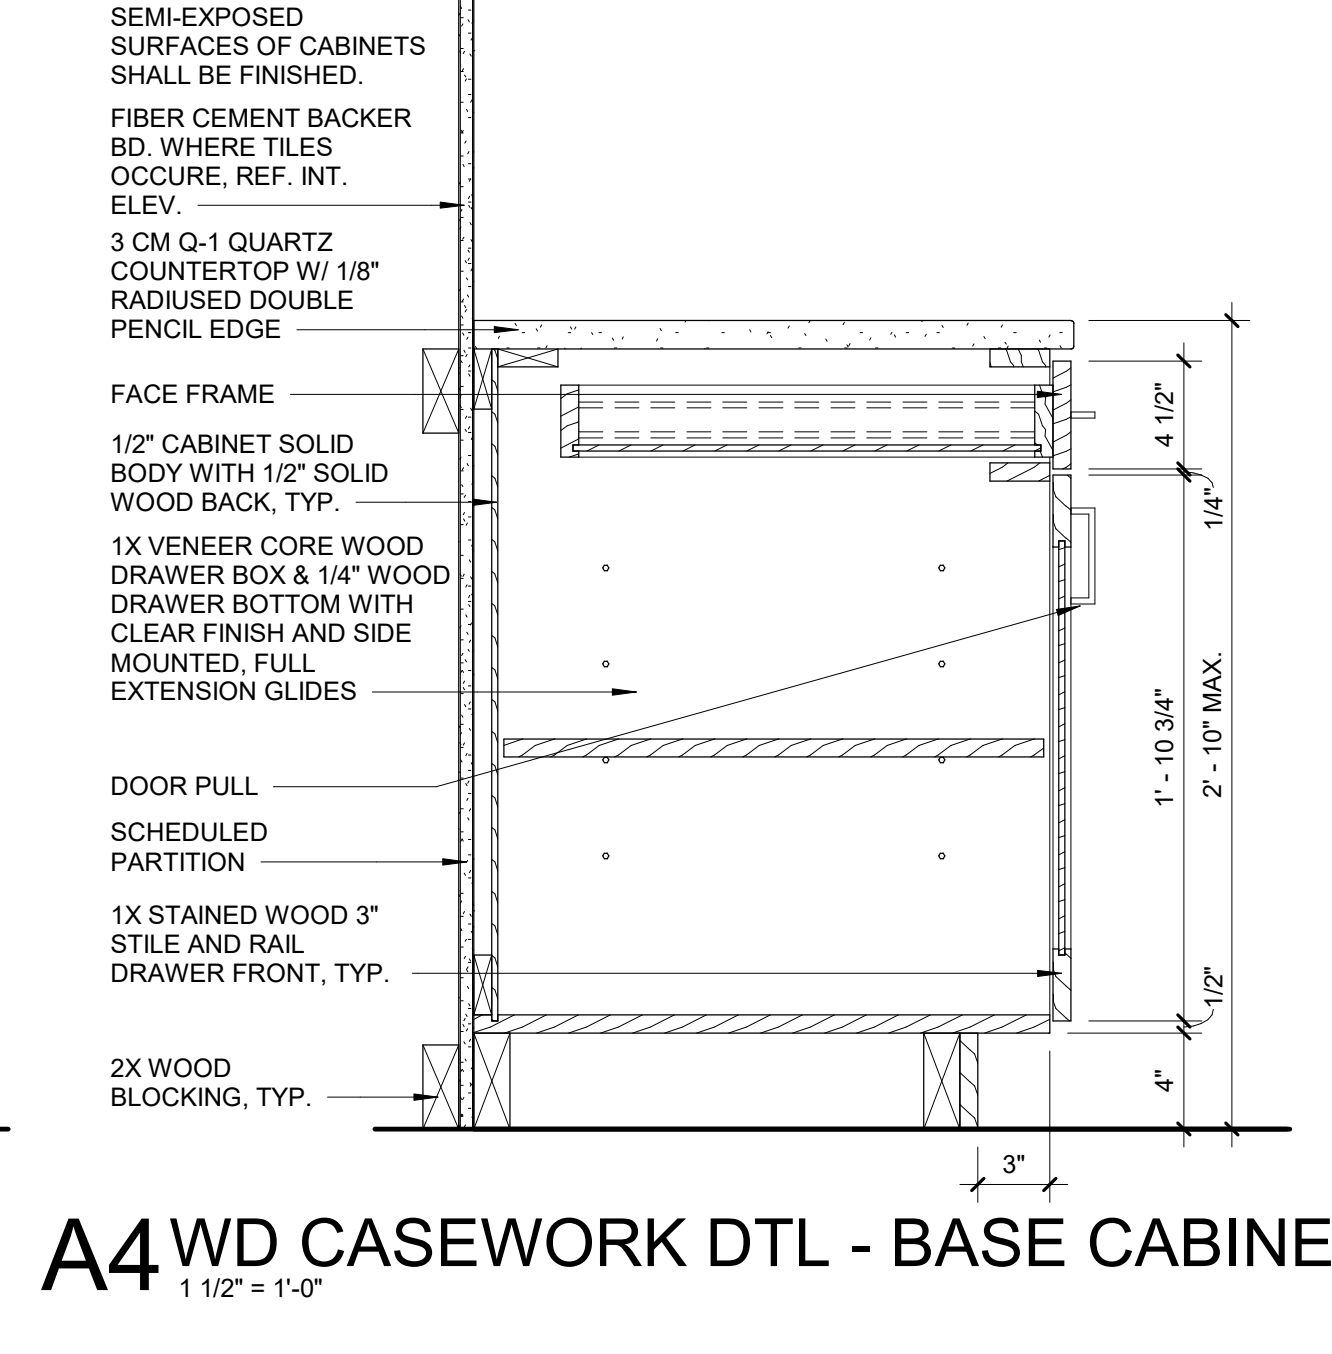 SEMI-EXPOSED
SURFACES OF CABINETS
SHALL BE FINISHED.
FIBER CEMENT BACKER
BD. WHERE TILES
OCCURE, REF. INT.
ELEV.
3 CM Q-1 QUARTZ
COUNTERTOP W/ 1/8"
RADIUSED DOUBLE
PENCIL EDGE
FACE FRAME
1/2" CABINET SOLID
BODY WITH 1/2" SOLID
WOOD BACK, TYP.
1X VENEER CORE WOOD
DRAWER BOX & 1/4" WOOD
DRAWER BOTTOM WITH
CLEAR FINISH AND SIDE
MOUNTED, FULL
EXTENSION GLIDES
DOOR PULL
SCHEDULED
PARTITION
1X STAINED WOOD 3"
STILE AND RAIL
DRAWER FRONT, TYP.
2X WOOD
BLOCKING, TYP.
4 1/2"
1/4"
1' - 10 3/4"
2' - 10" MAX.
1/2"
4"
3"
A4 WD CASEWORK DTL - BASE CABINE
1 1/2" = 1'-0"